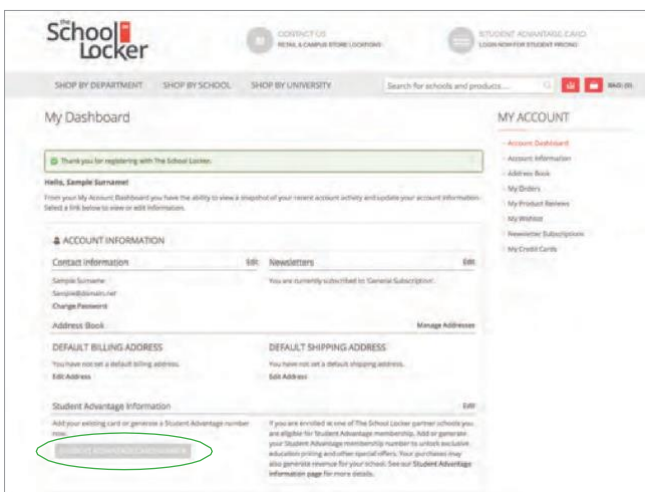 the School Locker
CONTACT US
RETAIL & CAMPUS STORE LOCATIONS
STUDENT ADVANTAGE CARD
LOGIN NOW FOR STUDENT PRICING
SHOP BY DEPARTMENT SHOP BY SCHOOL SHOP BY UNIVERSITY Search for schools and products.... BAG: (0)
My Dashboard
Thank you for registering with The School Locker.
Hello, Sample Surname!
From your My Account Dashboard you have the ability to view a snapshot of your recent account activity and update your account information.
Select a link below to view or edit information.
ACCOUNT INFORMATION
Contact Information Edit
Sample Surname
Sample@domain.net
Change Password
Newsletters Edit
You are currently subscribed to 'General Subscription'.
Address Book Manage Addresses
DEFAULT BILLING ADDRESS
You have not set a default billing address.
Edit Address
DEFAULT SHIPPING ADDRESS
You have not set a default shipping address.
Edit Address
Student Advantage Information Edit
Add your existing card or generate a Student Advantage number
now.
If you are enrolled at one of The School Locker partner schools you
are eligible for Student Advantage membership. Add or generate
your Student Advantage membership number to unlock exclusive
education pricing and other special offers. Your purchases may
also generate revenue for your school. See our Student Advantage
Information page for more details.
MY ACCOUNT
Account Dashboard
Account Information
Address Book
My Orders
My Product Reviews
My Wishlist
Newsletter Subscriptions
My Credit Cards